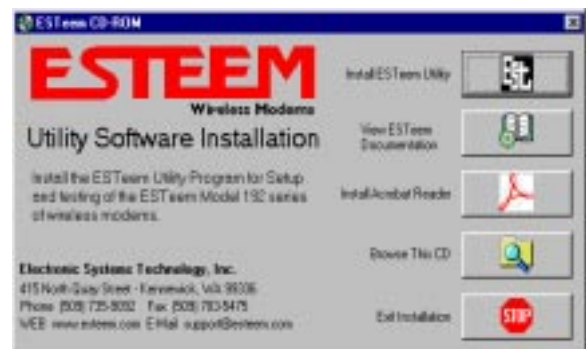 ESTeem CD-ROM
ESTEEM
Wireless Modems
Utility Software Installation
Install the ESTeem Utility Program for Setup
and testing of the ESTeem Model 192 series
of wireless modems.
Electronic Systems Technology, Inc.
415 North Quay Street - Kennewick, WA 99336
Phone (509) 735-9092 Fax (509) 783-5475
WEB www.esteem.com E-Mail support@esteem.com
Install ESTeem Utility
View ESTeem
Documentation
Install Acrobat Reader
Browse This CD
Exit Installation
STOP